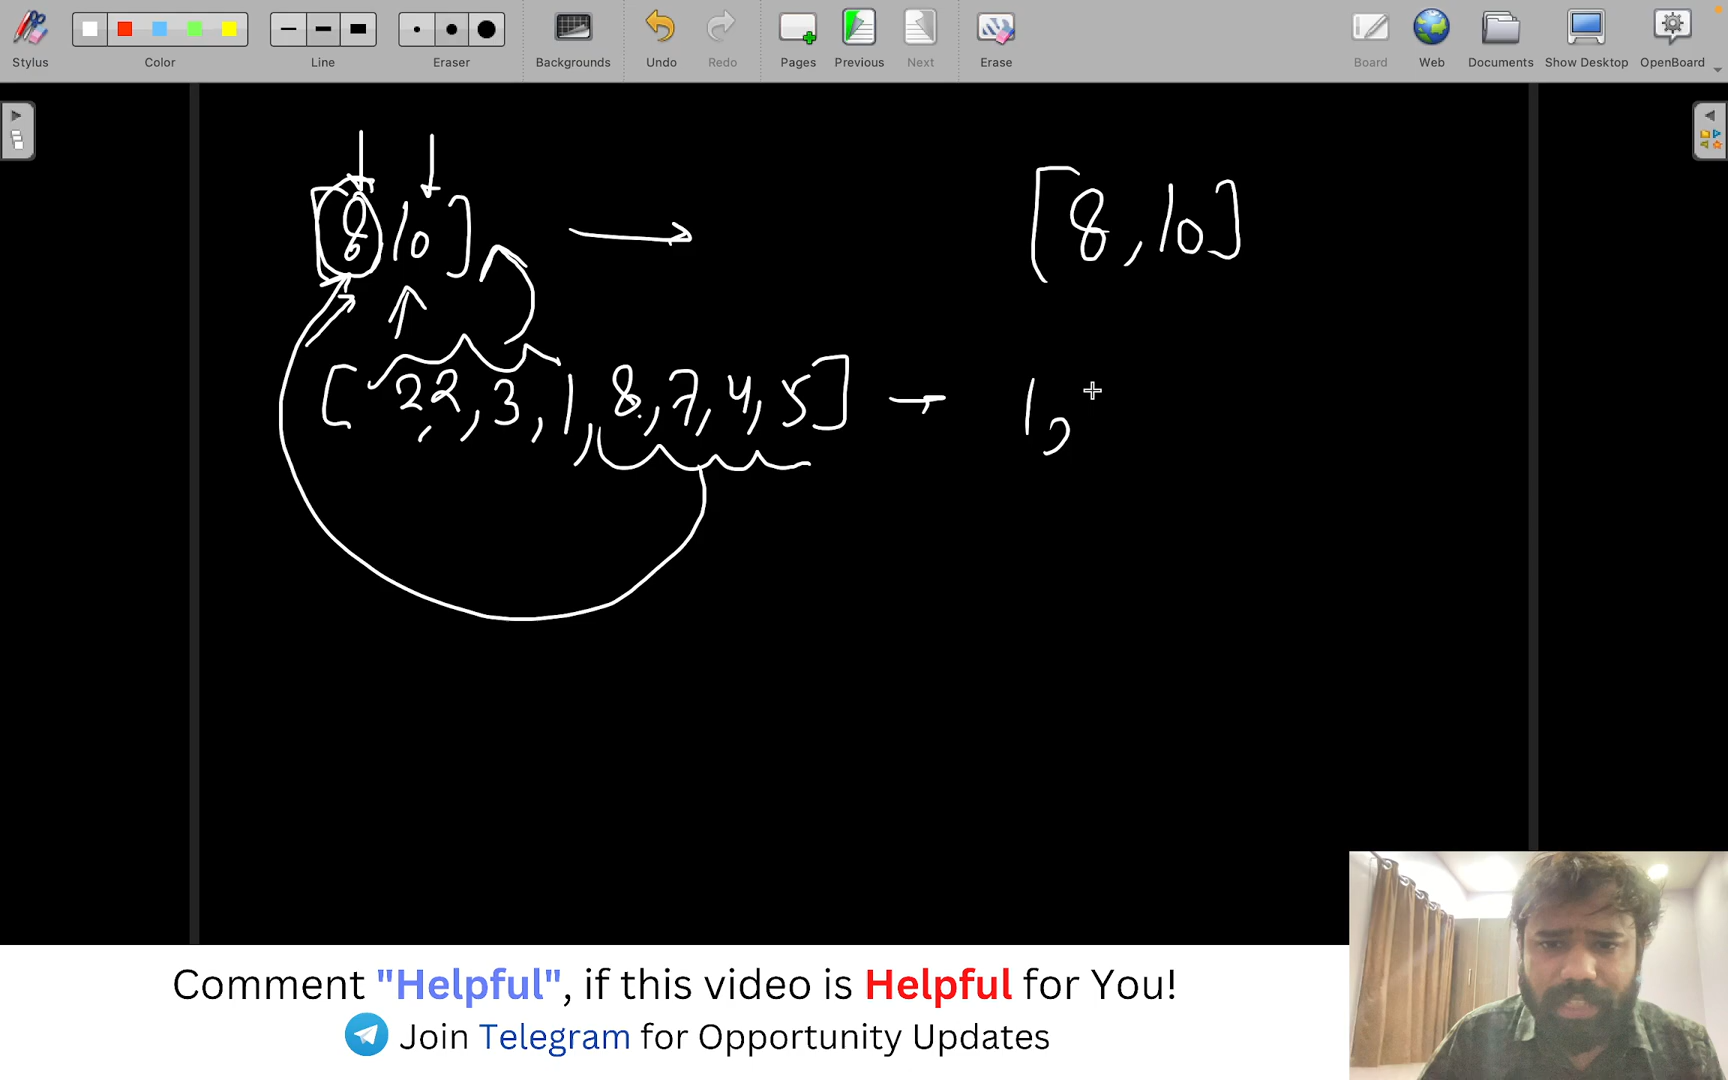 Stylus Color Line Eraser Backgrounds Undo Redo Pages Previous Next Erase Board Web Documents Show Desktop OpenBoard
[8 10] → [8, 10]
[22, 3, 1, 8, 7, 4, 5] → 1,
Comment "Helpful", if this video is Helpful for You!
Join Telegram for Opportunity Updates